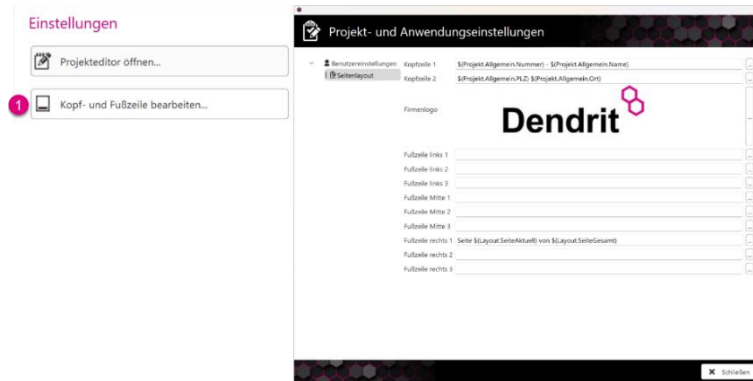 Einstellungen
Projekteditor öffnen...
1
Kopf- und Fußzeile bearbeiten...
Projekt- und Anwendungseinstellungen
Benutzereinstellungen
Seitenlayout
Kopfzeile 1 $(Projekt.Allgemein.Nummer) - $(Projekt.Allgemein.Name)
Kopfzeile 2 $(Projekt.Allgemein.PLZ) $(Projekt.Allgemein.Ort)
Firmenlogo
Dendrit
Fußzeile links 1
Fußzeile links 2
Fußzeile links 3
Fußzeile Mitte 1
Fußzeile Mitte 2
Fußzeile Mitte 3
Fußzeile rechts 1 Seite $(Layout.SeiteAktuell) von $(Layout.SeiteGesamt)
Fußzeile rechts 2
Fußzeile rechts 3
Schließen